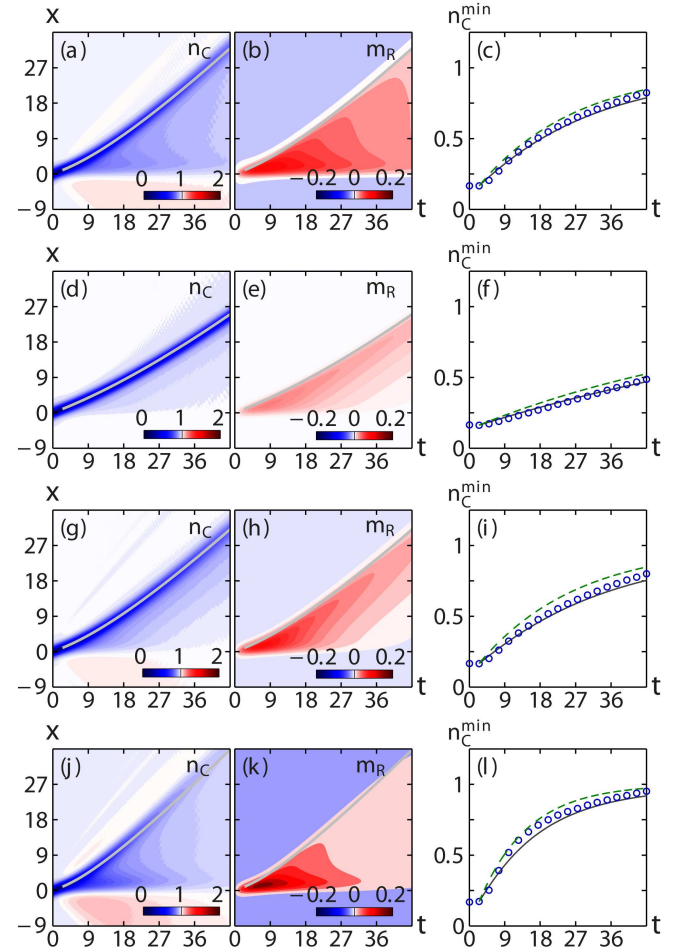 x n_C^min
(a) n_C (b) m_R (c)
27 1
18
9 0.5
0
−9 0 1 2 −0.2 0 0.2 0
0 9 18 27 36 0 9 18 27 36 t 0 9 18 27 36 t
x n_C^min
(d) n_C (e) m_R (f)
27 1
18
9 0.5
0
−9 0 1 2 −0.2 0 0.2 0
0 9 18 27 36 0 9 18 27 36 t 0 9 18 27 36 t
x n_C^min
(g) n_C (h) m_R (i)
27 1
18
9 0.5
0
−9 0 1 2 −0.2 0 0.2 0
0 9 18 27 36 0 9 18 27 36 t 0 9 18 27 36 t
x n_C^min
(j) n_C (k) m_R (l)
27 1
18
9 0.5
0
−9 0 1 2 −0.2 0 0.2 0
0 9 18 27 36 0 9 18 27 36 t 0 9 18 27 36 t